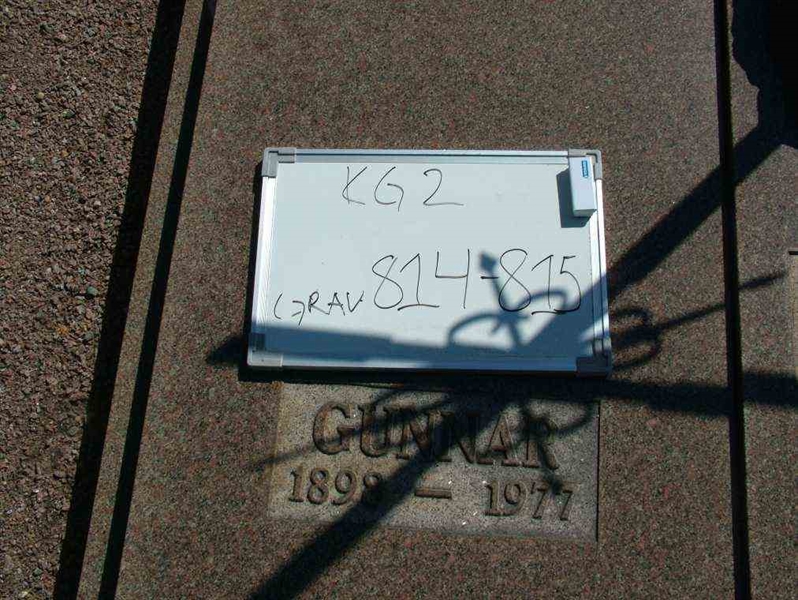 KG2
GRAV 814-815
GUNNAR
1898 — 1977